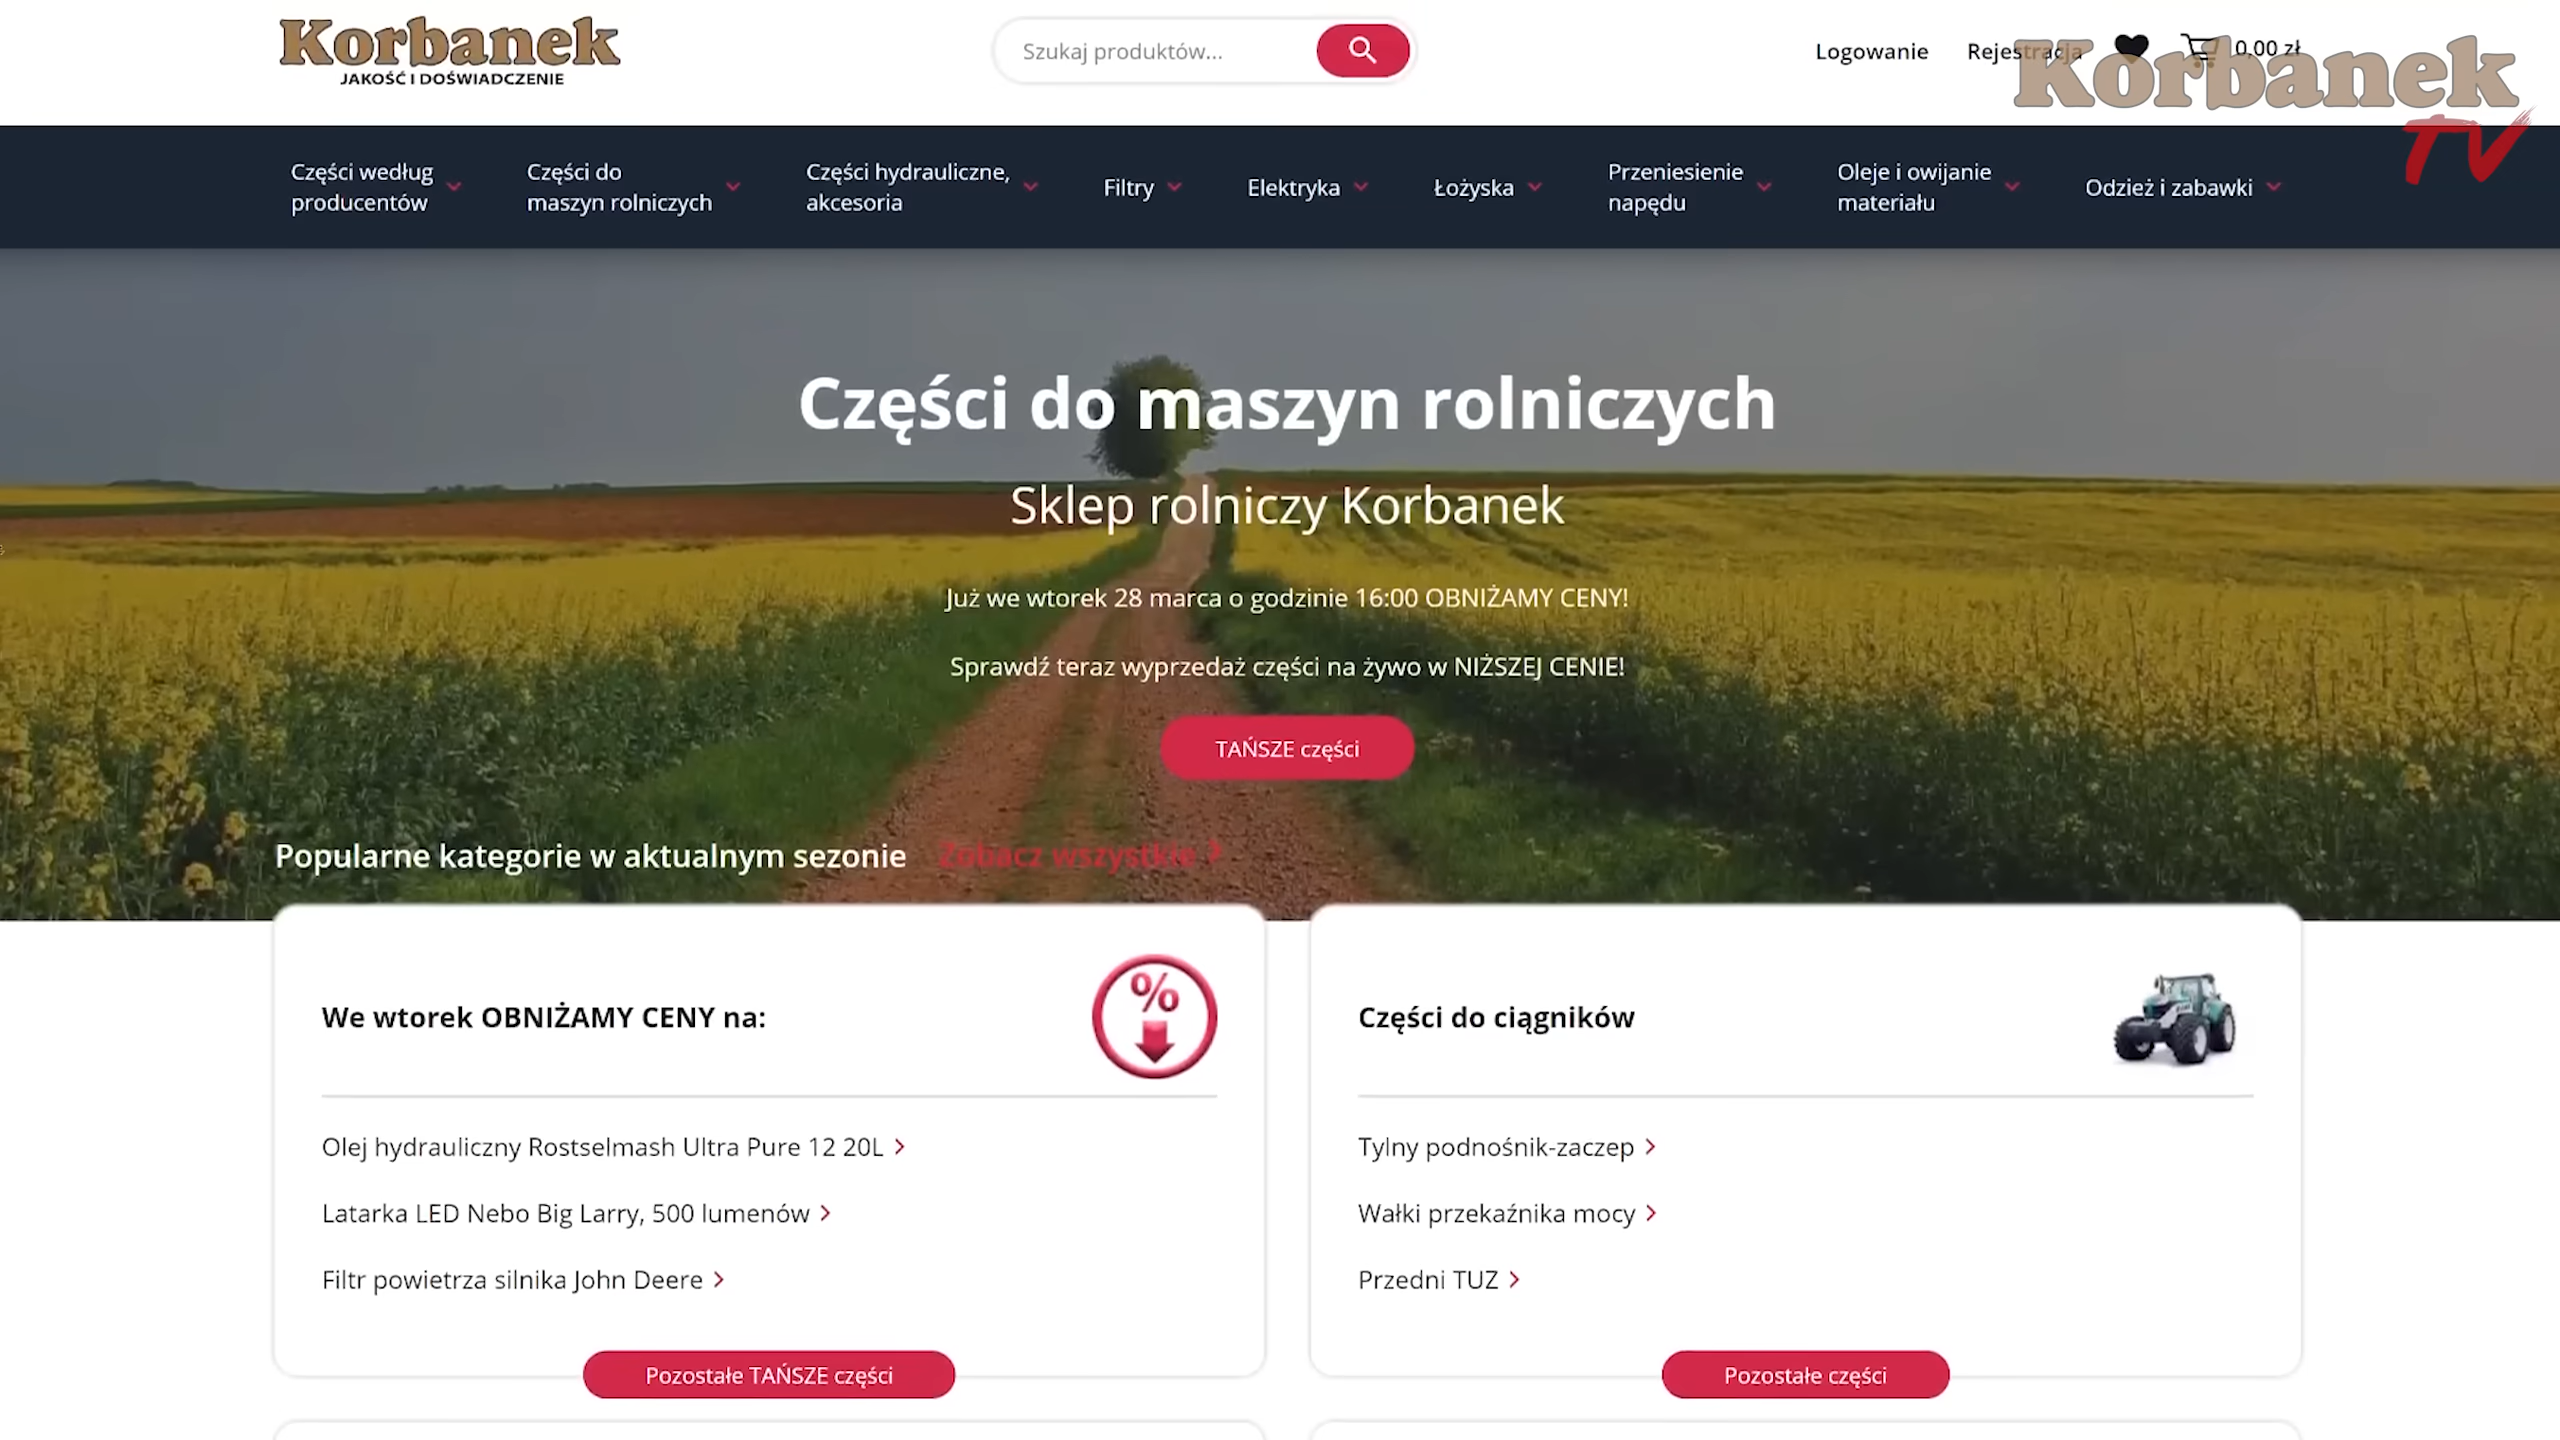 Korbanek
JAKOŚĆ I DOŚWIADCZENIE
Szukaj produktów...
Logowanie
Rejestracja
0,00 zł
Korbanek
TV
Części według
producentów
Części do
maszyn rolniczych
Części hydrauliczne,
akcesoria
Filtry
Elektryka
Łożyska
Przeniesienie
napędu
Oleje i owijanie
materiału
Odzież i zabawki
Części do maszyn rolniczych
Sklep rolniczy Korbanek
Już we wtorek 28 marca o godzinie 16:00 OBNIŻAMY CENY!
Sprawdź teraz wyprzedaż części na żywo w NIŻSZEJ CENIE!
TAŃSZE części
Popularne kategorie w aktualnym sezonie
Zobacz wszystkie
We wtorek OBNIŻAMY CENY na:
%
Olej hydrauliczny Rostselmash Ultra Pure 12 20L
Latarka LED Nebo Big Larry, 500 lumenów
Filtr powietrza silnika John Deere
Pozostałe TAŃSZE części
Części do ciągników
Tylny podnośnik-zaczep
Wałki przekaźnika mocy
Przedni TUZ
Pozostałe części